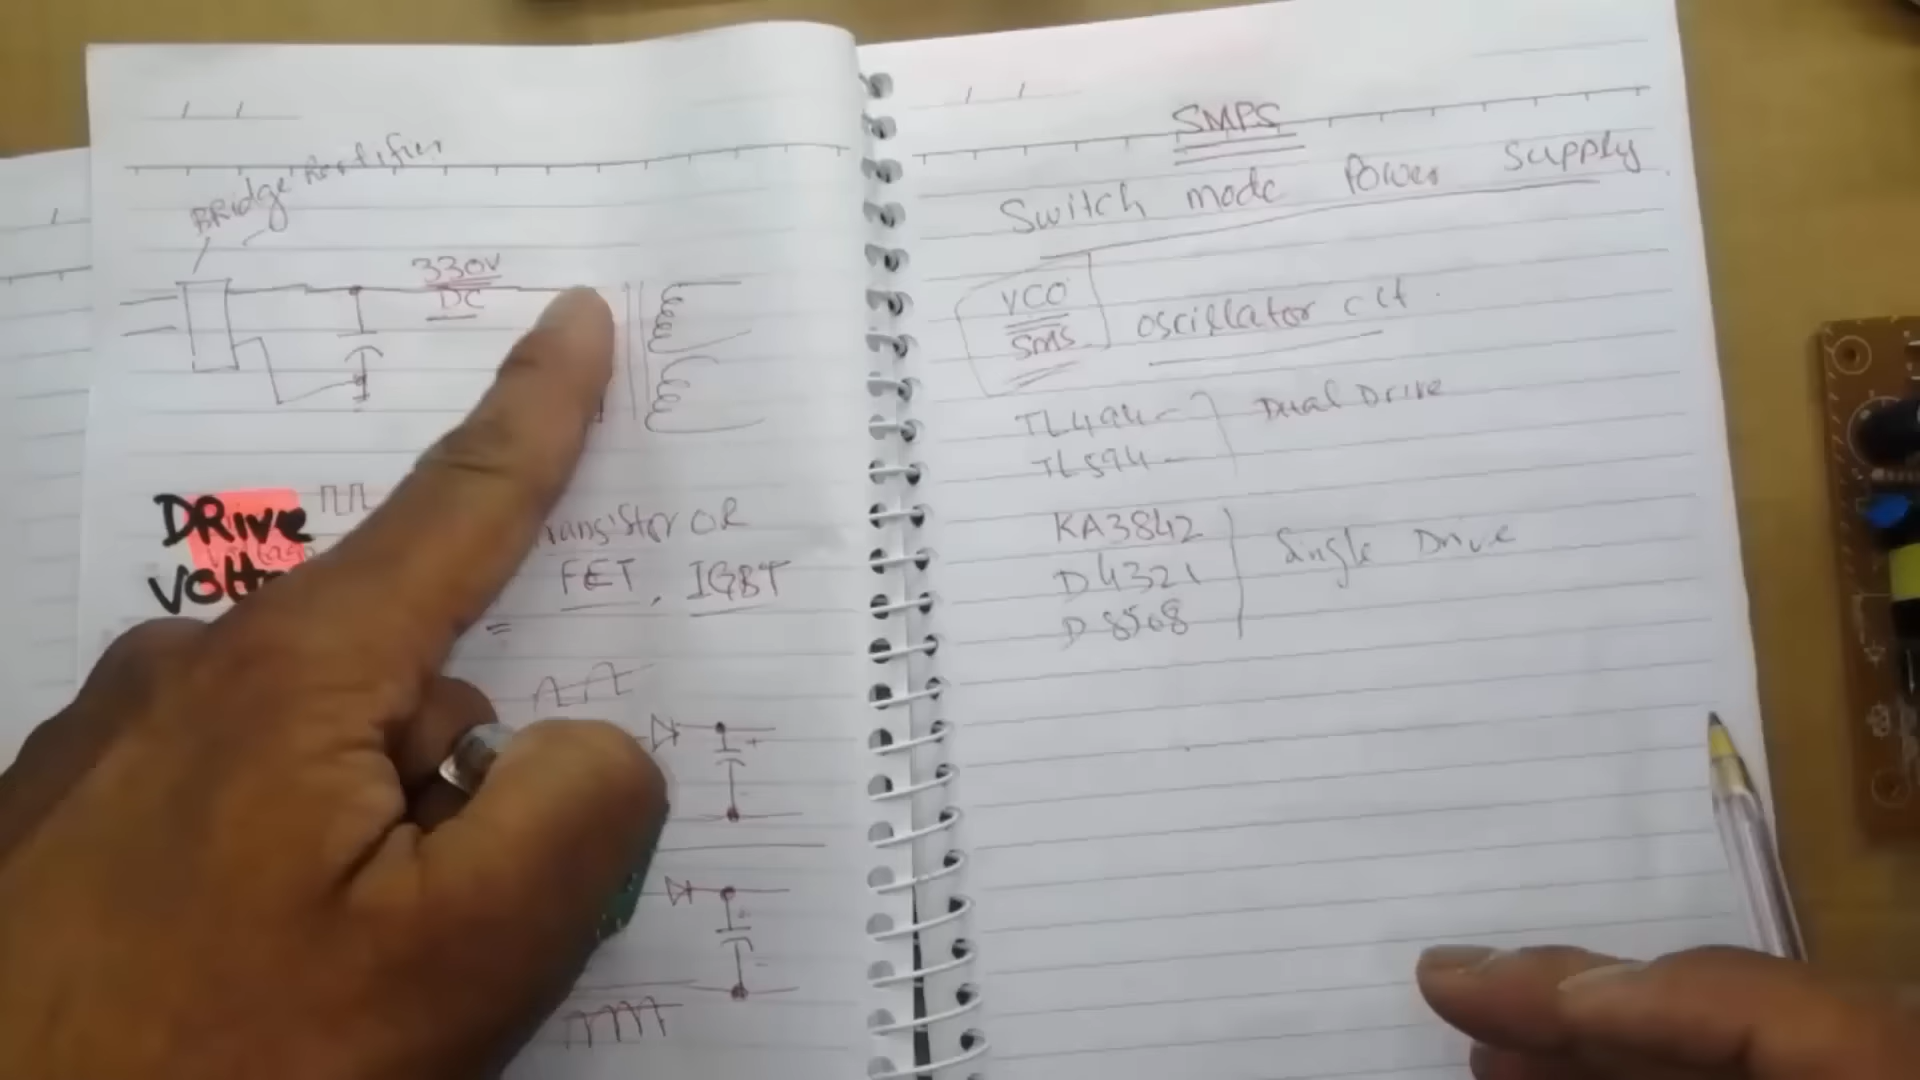 BRidge Rectifier
330V
DC
DRive
VOlta
Transistor OR
FET, IGBT
=
SMPS
Switch mode Power Supply
VCO
SMS
oscillator ckt.
TL494
TL594
Dual Drive
KA3842
D4321
D8568
Single Drive